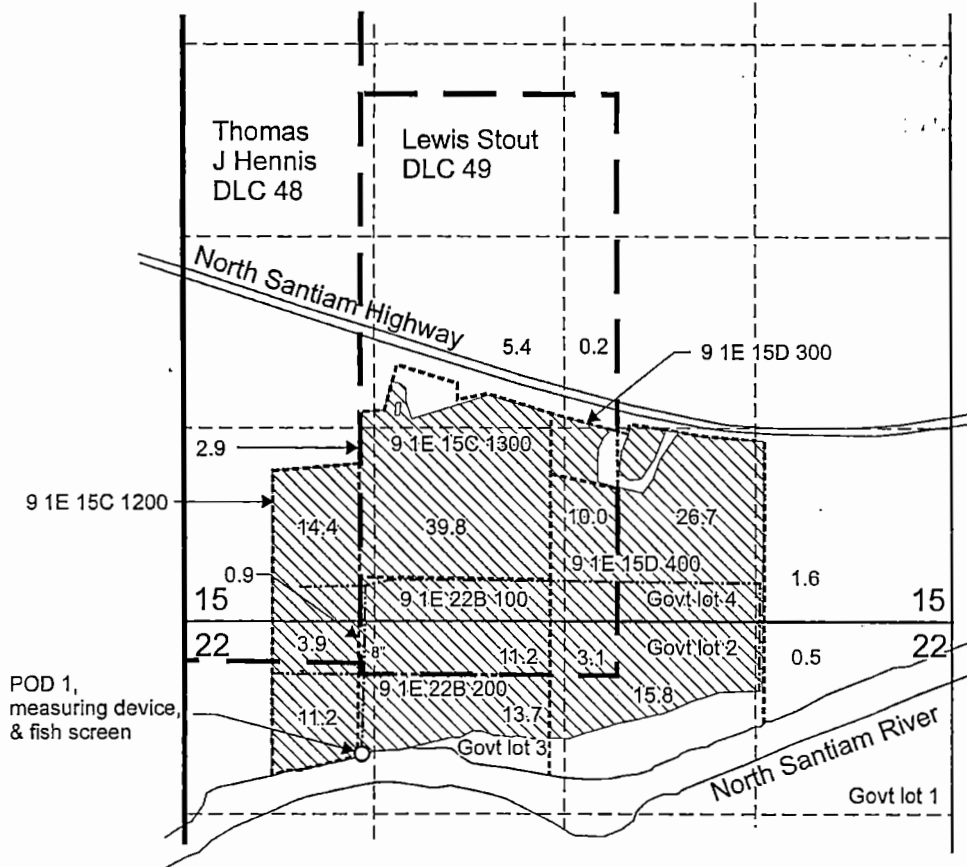 Thomas
J Hennis
DLC 48
Lewis Stout
DLC 49
North Santiam Highway
5.4
0.2
9 1E 15D 300
2.9
9 1E 15C 1300
9 1E 15C 1200
14.4
39.8
10.0
26.7
9 1E 15D 400
0.9
9 1E 22B 100
Govt lot 4
1.6
15
15
22
3.9
8"
11.2
3.1
Govt lot 2
0.5
22
POD 1,
measuring device,
& fish screen
9 1E 22B 200
11.2
13.7
15.8
Govt lot 3
North Santiam River
Govt lot 1